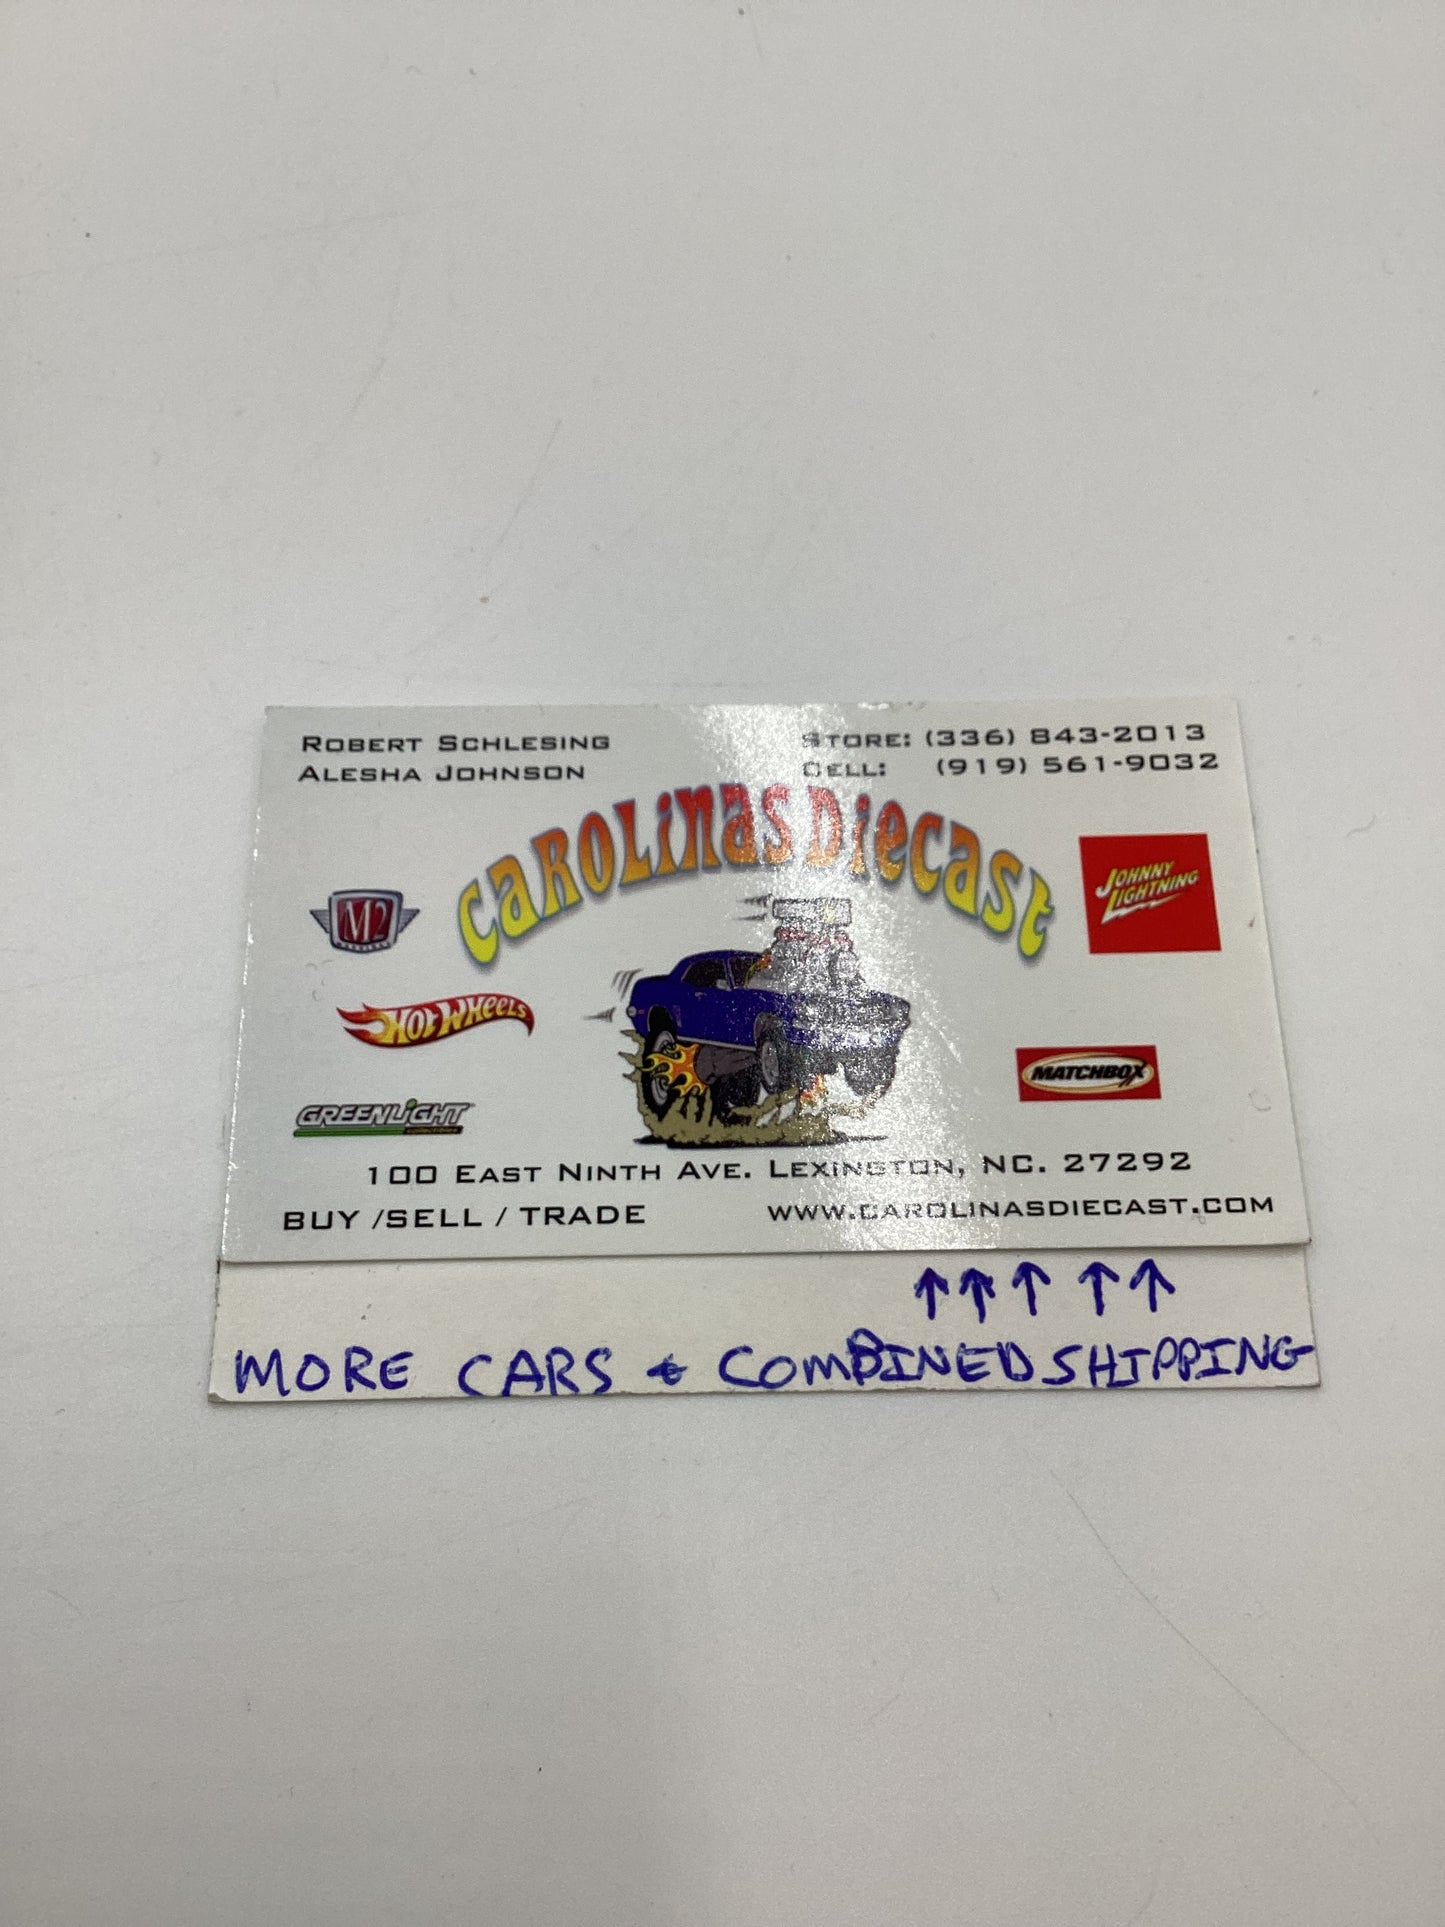 ROBERT SCHLESING
ALESHA JOHNSON
STORE: (336) 843-2013
CELL: (919) 561-9032
CAROLINAS DIECAST
M2
JOHNNY LIGHTNING
HOT WHEELS
MATCHBOX
GREENLIGHT
collectibles
100 EAST NINTH AVE. LEXINGTON, NC. 27292
BUY /SELL / TRADE
WWW.CAROLINASDIECAST.COM
↑↑↑↑↑
MORE CARS & COMBINED SHIPPING